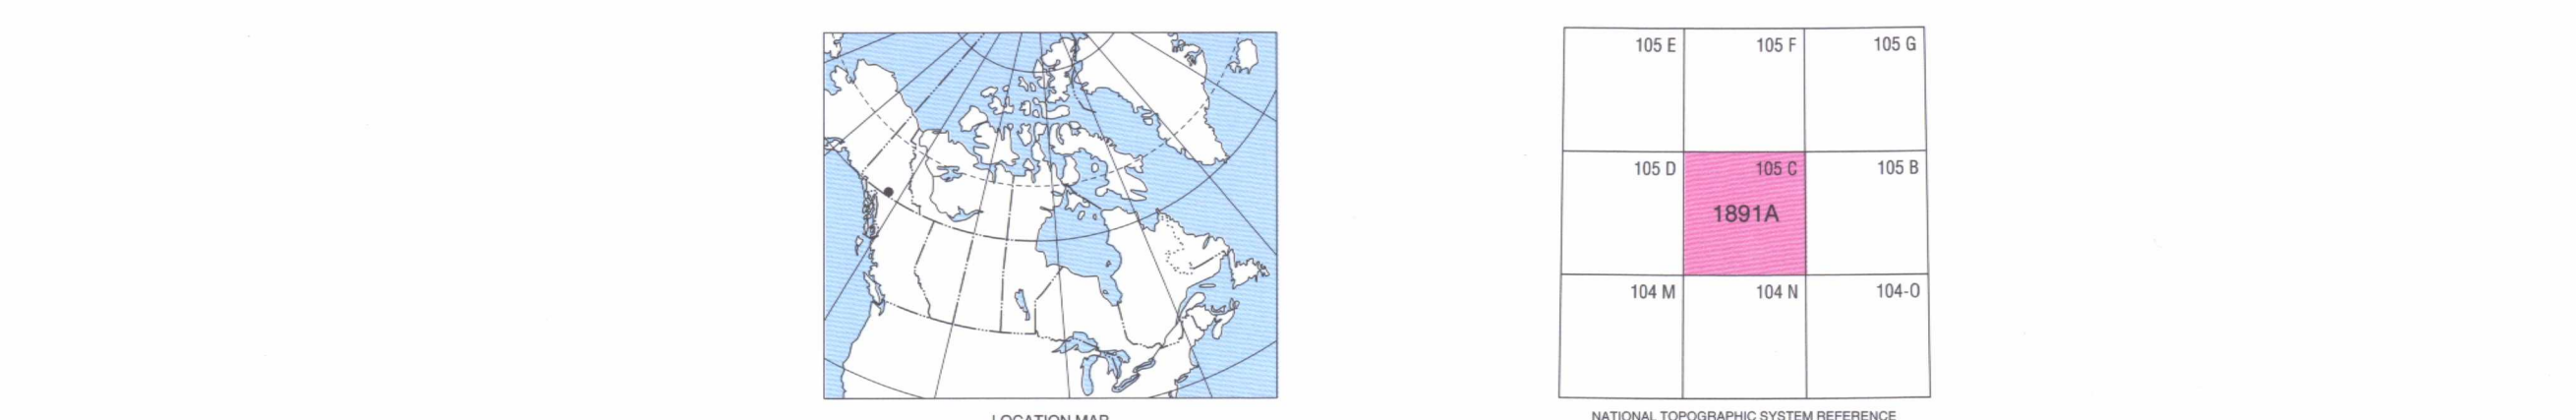 105 E
105 F
105 G
105 D
105 C
105 B
1891A
104 M
104 N
104-O
LOCATION MAP
NATIONAL TOPOGRAPHIC SYSTEM REFERENCE